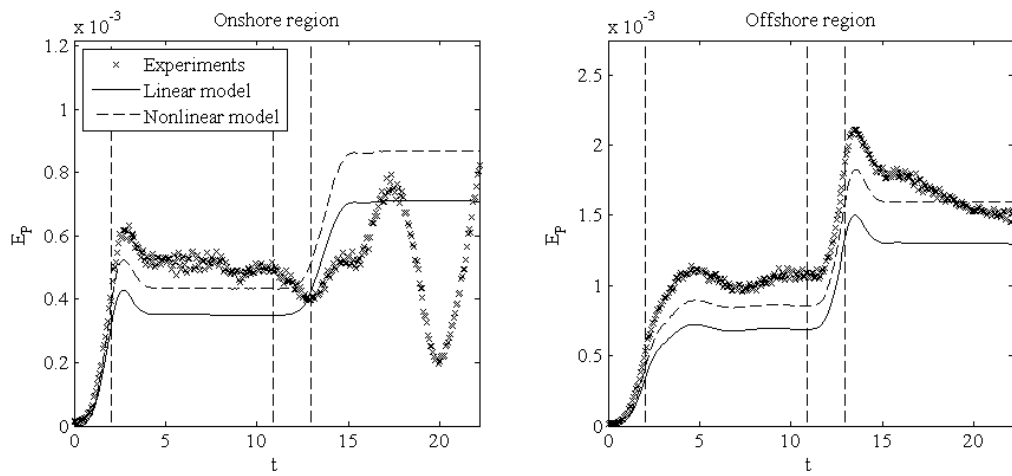 Onshore region
x 10⁻³
1.2
1
0.8
0.6
0.4
0.2
0
E_P
Experiments
Linear model
Nonlinear model
0 5 10 15 20
t
Offshore region
x 10⁻³
2.5
2
1.5
1
0.5
0
E_P
0 5 10 15 20
t